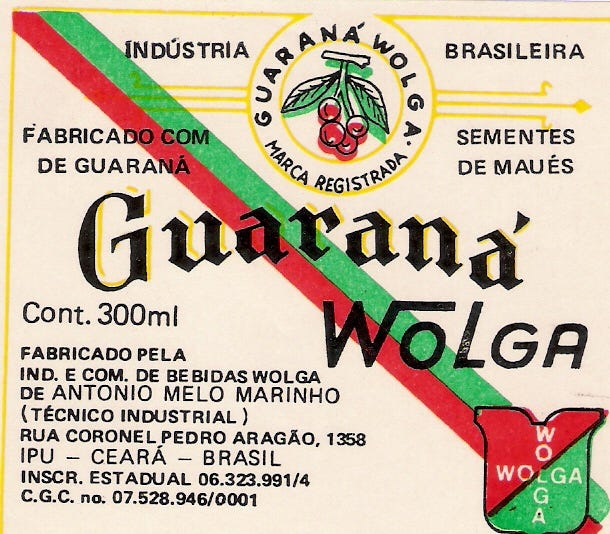 INDÚSTRIA
BRASILEIRA
GUARANÁ WOLGA.
MARCA REGISTRADA
FABRICADO COM
DE GUARANÁ
SEMENTES
DE MAUÉS
Guaraná
WOLGA
Cont. 300ml
FABRICADO PELA
IND. E COM. DE BEBIDAS WOLGA
DE ANTONIO MELO MARINHO
(TÉCNICO INDUSTRIAL)
RUA CORONEL PEDRO ARAGÃO, 1358
IPU – CEARÁ – BRASIL
INSCR. ESTADUAL 06.323.991/4
C.G.C. no. 07.528.946/0001
WOLGA
WOLGA